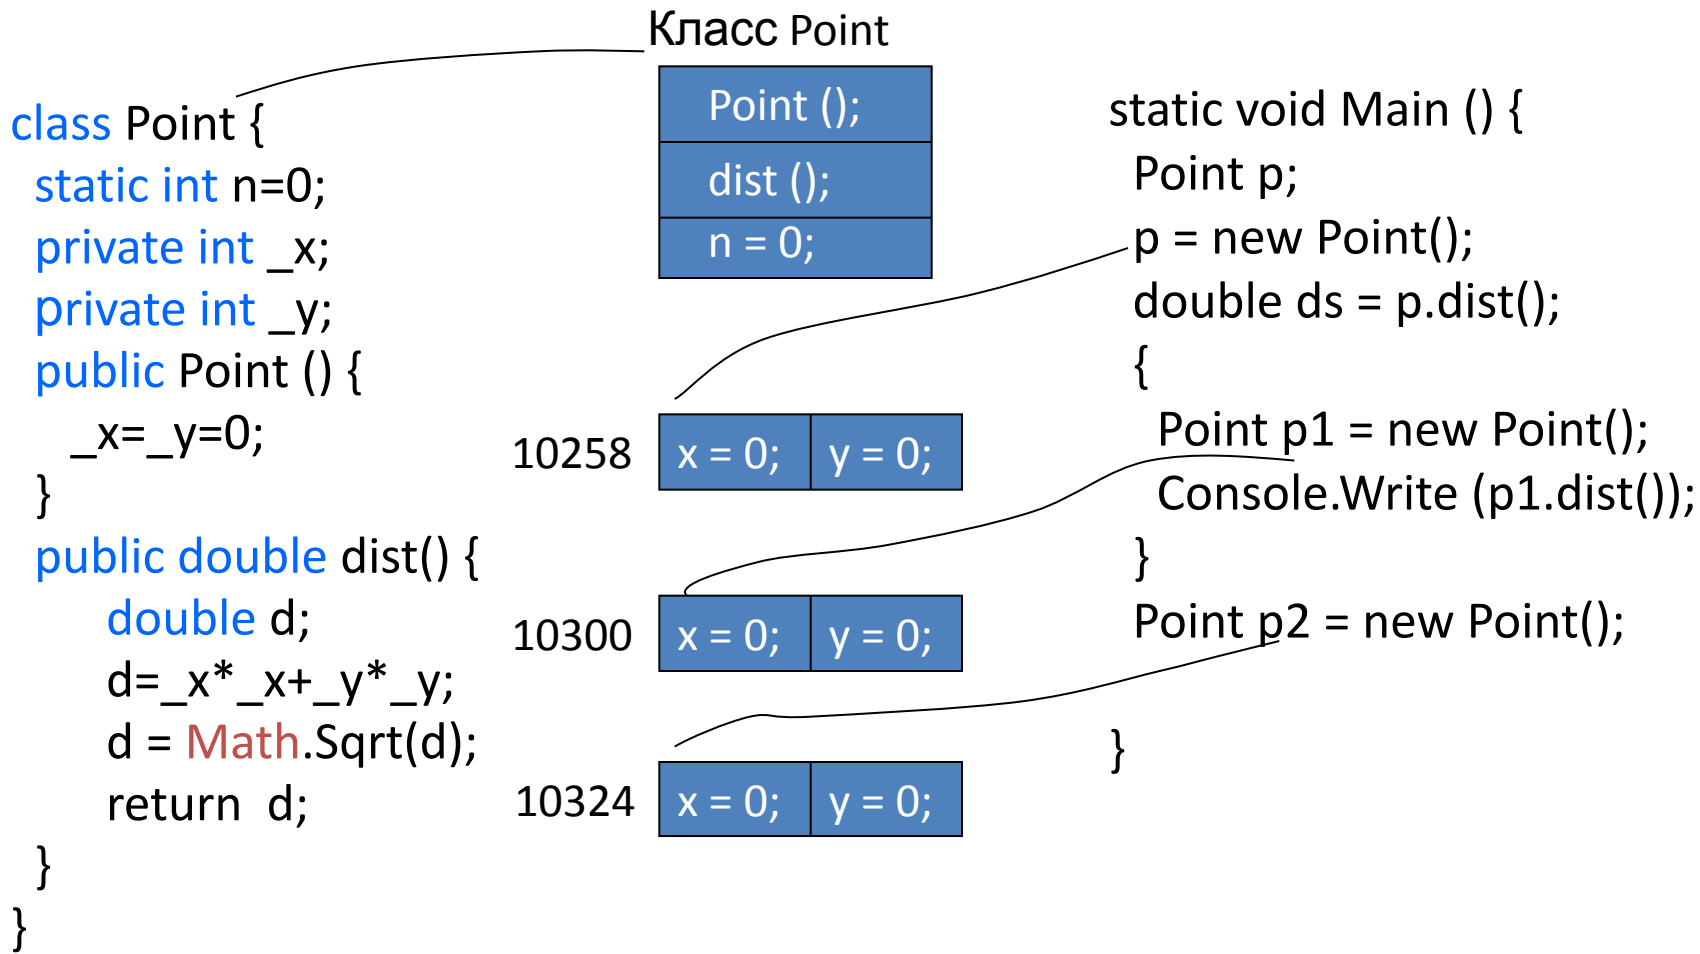 Класс Point
class Point {
static int n=0;
private int _x;
private int _y;
public Point () {
_x=_y=0;
}
public double dist() {
double d;
d=_x*_x+_y*_y;
d = Math.Sqrt(d);
return d;
}
}
Point ();
dist ();
n = 0;
10258 x = 0; y = 0;
10300 x = 0; y = 0;
10324 x = 0; y = 0;
static void Main () {
Point p;
p = new Point();
double ds = p.dist();
{
Point p1 = new Point();
Console.Write (p1.dist());
}
Point p2 = new Point();
}